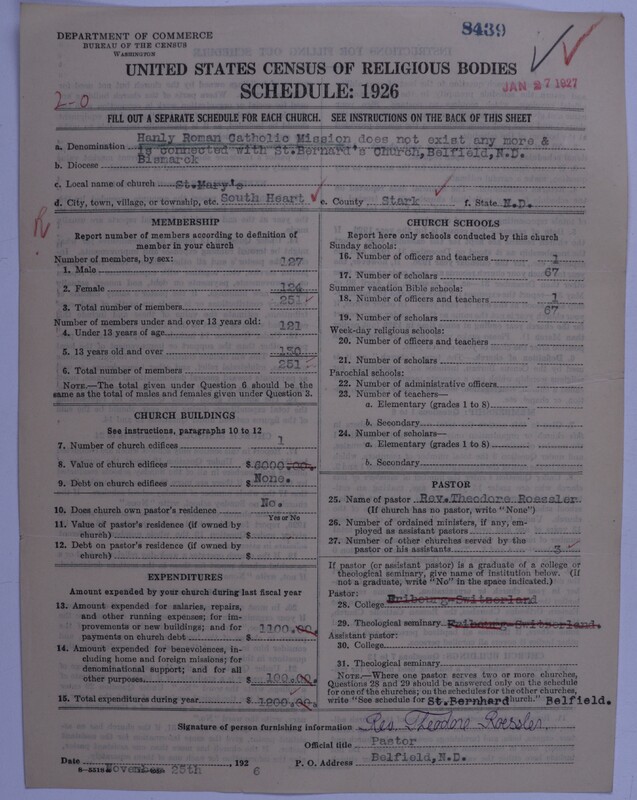 8439
DEPARTMENT OF COMMERCE
BUREAU OF THE CENSUS
WASHINGTON
UNITED STATES CENSUS OF RELIGIOUS BODIES
JAN 27 1927
SCHEDULE: 1926
2-0
FILL OUT A SEPARATE SCHEDULE FOR EACH CHURCH. SEE INSTRUCTIONS ON THE BACK OF THIS SHEET
Hanly Roman Catholic Mission does not exist any more &
a. Denomination is connected with St.Bernard's Church, Belfield, N.D.
b. Diocese Bismarck
c. Local name of church St.Mary's
d. City, town, village, or township, etc. South Heart e. County Stark f. State N.D.
R
MEMBERSHIP
Report number of members according to definition of
member in your church
Number of members, by sex:
1. Male 127
2. Female 124
3. Total number of members 251
Number of members under and over 13 years old:
4. Under 13 years of age 121
5. 13 years old and over 130
6. Total number of members 251
NOTE.—The total given under Question 6 should be the
same as the total of males and females given under Question 3.
CHURCH BUILDINGS
See instructions, paragraphs 10 to 12
7. Number of church edifices 1
8. Value of church edifices $ 6000.00.
9. Debt on church edifices $ None.
10. Does church own pastor's residence No.
Yes or No
11. Value of pastor's residence (if owned by
church) $
12. Debt on pastor's residence (if owned by
church) $
EXPENDITURES
Amount expended by your church during last fiscal year
13. Amount expended for salaries, repairs,
and other running expenses; for im-
provements or new buildings; and for
payments on church debt $ 1100.00.
14. Amount expended for benevolences, in-
cluding home and foreign missions; for
denominational support; and for all
other purposes $ 100.00.
15. Total expenditures during year $ 1200.00.
CHURCH SCHOOLS
Report here only schools conducted by this church
Sunday schools:
16. Number of officers and teachers 1
17. Number of scholars 67
Summer vacation Bible schools:
18. Number of officers and teachers 1
19. Number of scholars 67
Week-day religious schools:
20. Number of officers and teachers
21. Number of scholars
Parochial schools:
22. Number of administrative officers
23. Number of teachers—
a. Elementary (grades 1 to 8)
b. Secondary
24. Number of scholars—
a. Elementary (grades 1 to 8)
b. Secondary
PASTOR
25. Name of pastor Rev.Theodore Roessler.
(If church has no pastor, write "None")
26. Number of ordained ministers, if any, em-
ployed as assistant pastors
27. Number of other churches served by the
pastor or his assistants 3
If pastor (or assistant pastor) is a graduate of a college or
theological seminary, give name of institution below. (If
not a graduate, write "No" in the space indicated.)
Pastor:
28. College Fribourg-Switzerland
29. Theological seminary Fribourg-Switzerland.
Assistant pastor:
30. College
31. Theological seminary
NOTE.—Where one pastor serves two or more churches,
Questions 28 and 29 should be answered only on the schedule
for one of the churches; on the schedules for the other churches,
write "See schedule for St.Bernhard church." Belfield.
Signature of person furnishing information Rev. Theodore Roessler
Official title Pastor
Date November 25th, 1926 P. O. Address Belfield, N.D.
8-5518